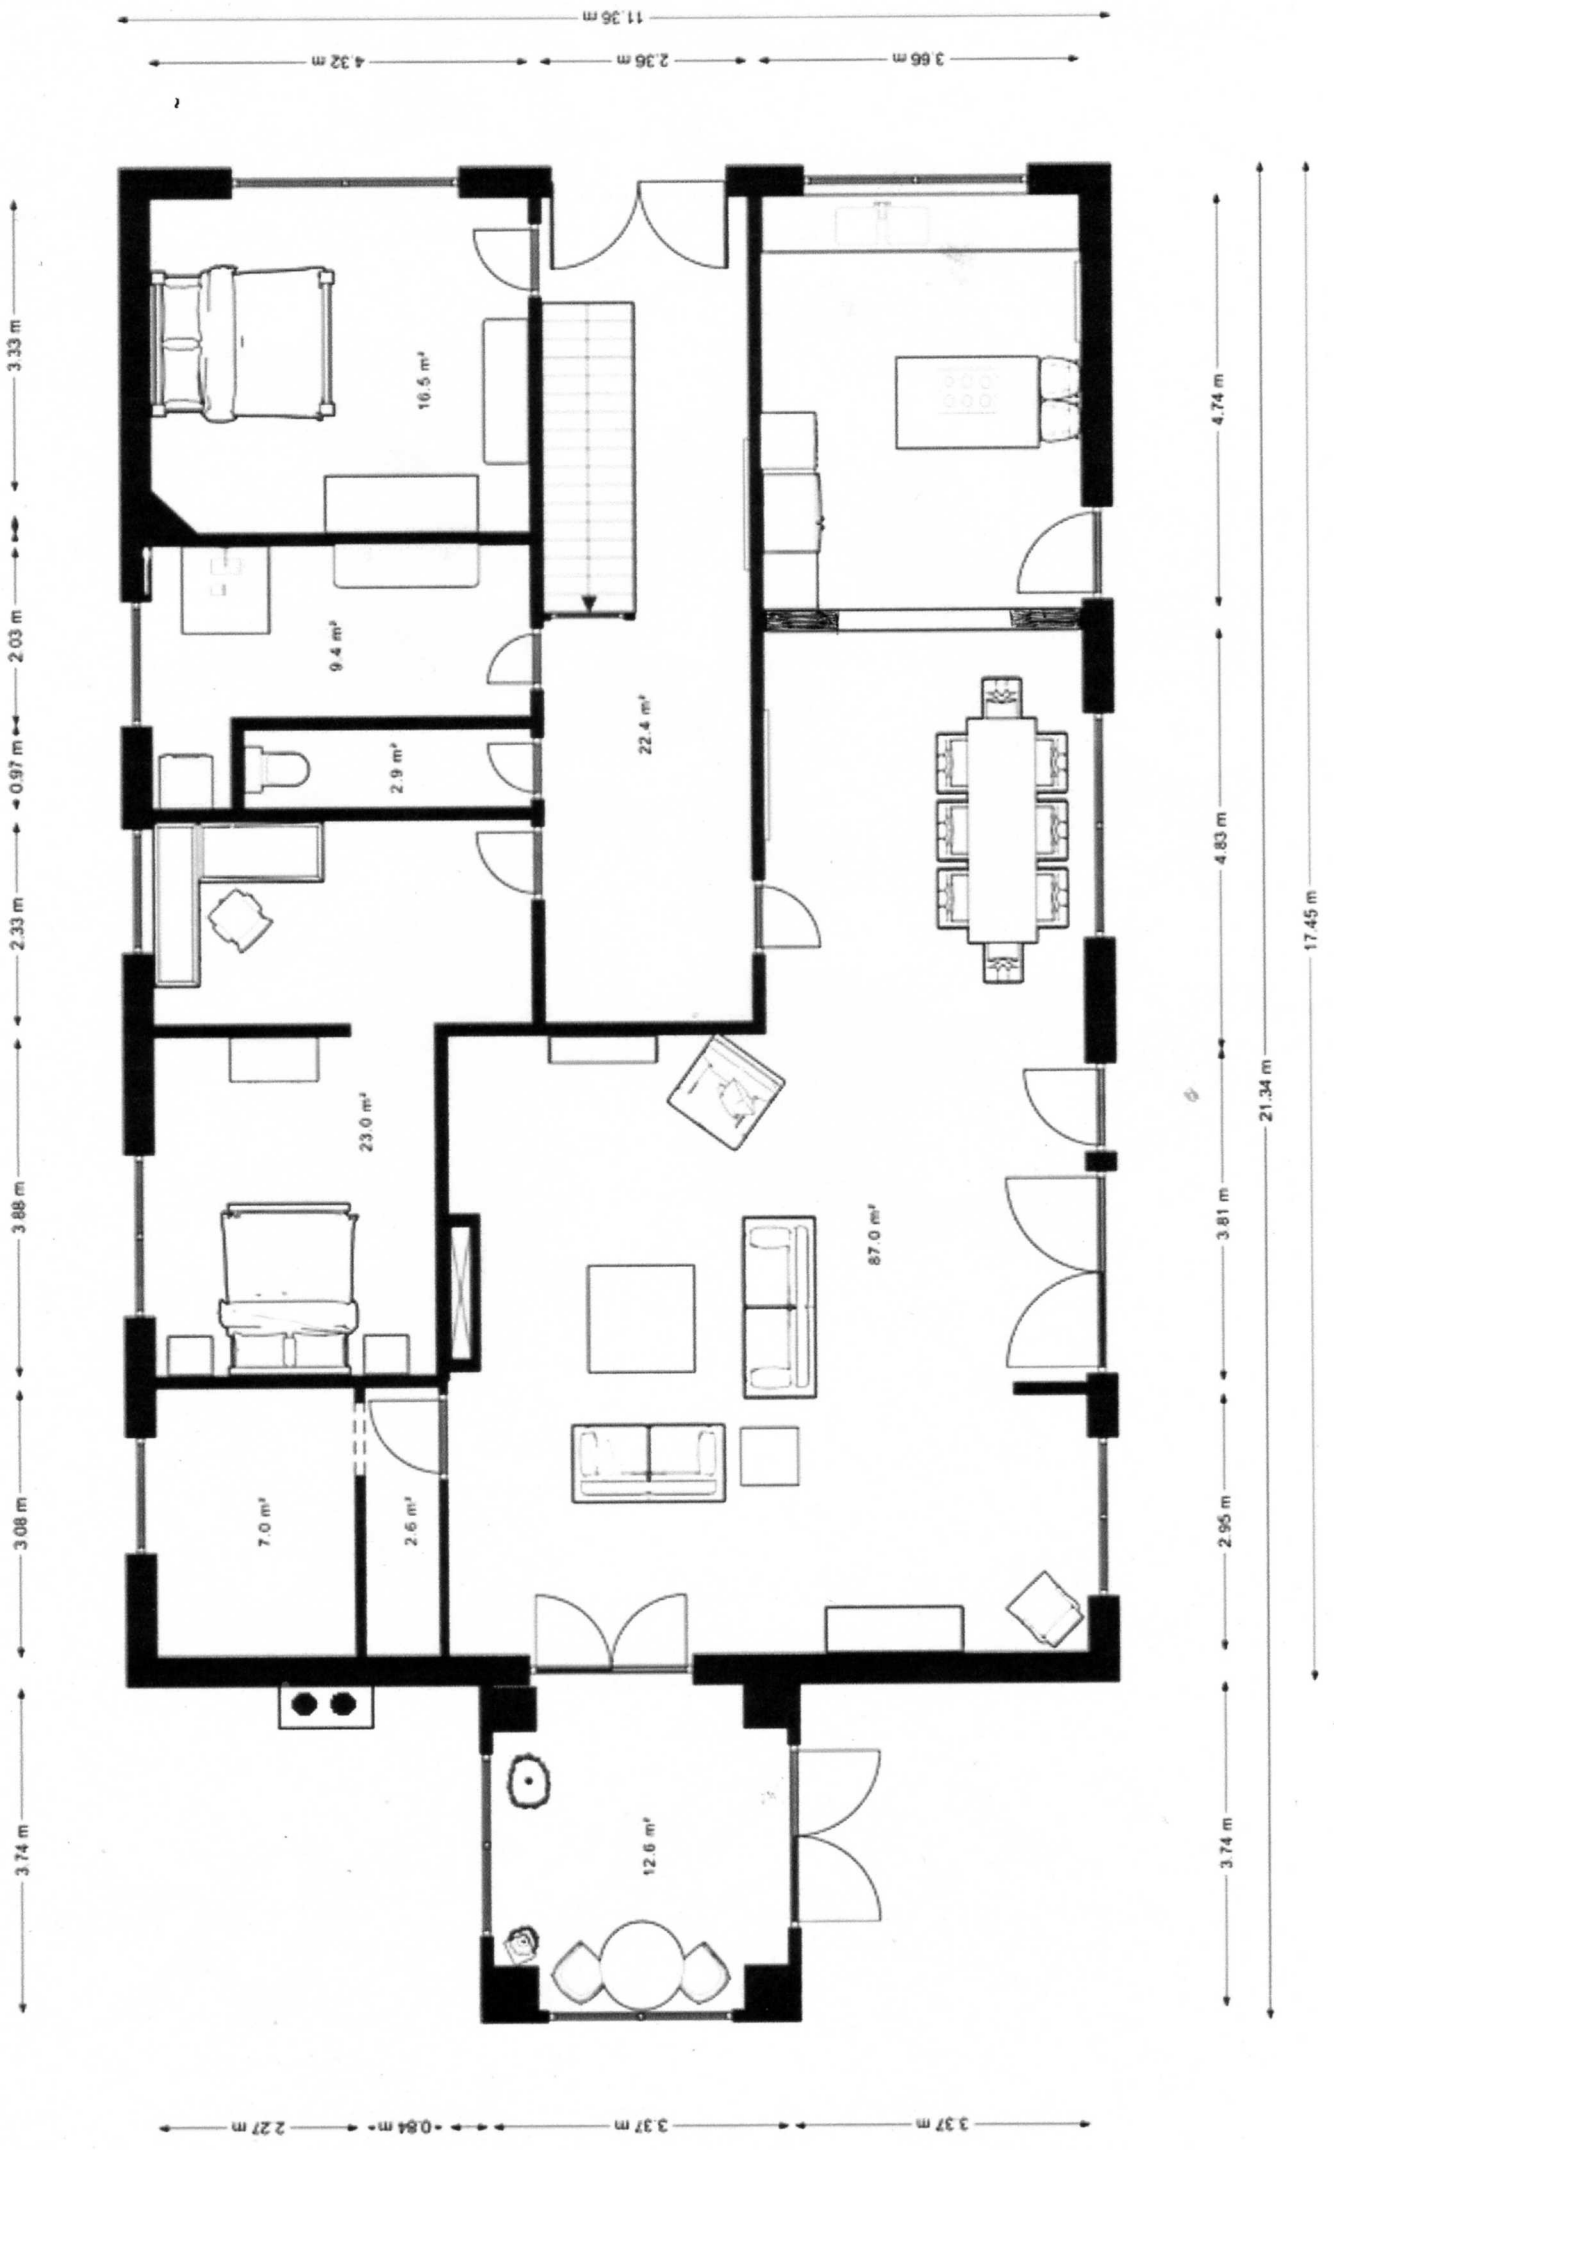 11.36 m
4.32 m
2.36 m
3.66 m
3.33 m
2.03 m
0.97 m
2.33 m
3.88 m
3.08 m
3.74 m
16.5 m²
9.4 m²
2.9 m²
22.4 m²
23.0 m²
87.0 m²
7.0 m²
2.6 m²
12.6 m²
4.74 m
4.83 m
3.81 m
2.95 m
3.74 m
21.34 m
17.45 m
2.27 m
0.84 m
3.37 m
3.37 m